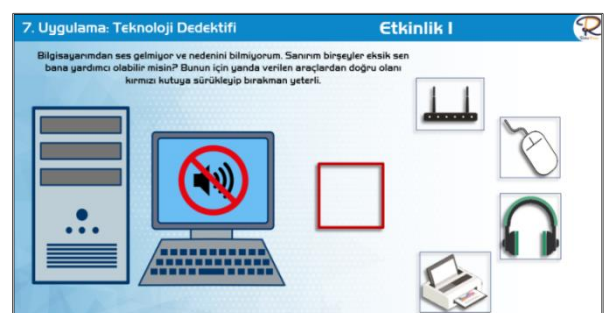 7. Uygulama: Teknoloji Dedektifi
Etkinlik I
Bilgisayarımdan ses gelmiyor ve nedenini bilmiyorum. Sanırım birşeyler eksik sen
bana yardımcı olabilir misin? Bunun için yanda verilen araçlardan doğru olanı
kırmızı kutuya sürükleyip bırakman yeterli.
R